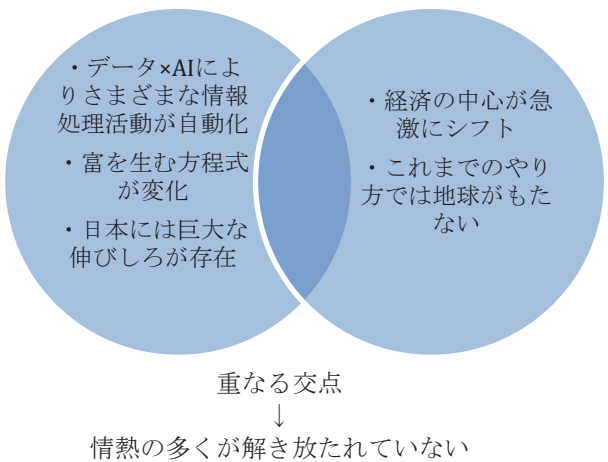 ・データ×AIによ
りさまざまな情報
処理活動が自動化
・富を生む方程式
が変化
・日本には巨大な
伸びしろが存在
・経済の中心が急
激にシフト
・これまでのやり
方では地球がもた
ない
重なる交点
↓
情熱の多くが解き放たれていない